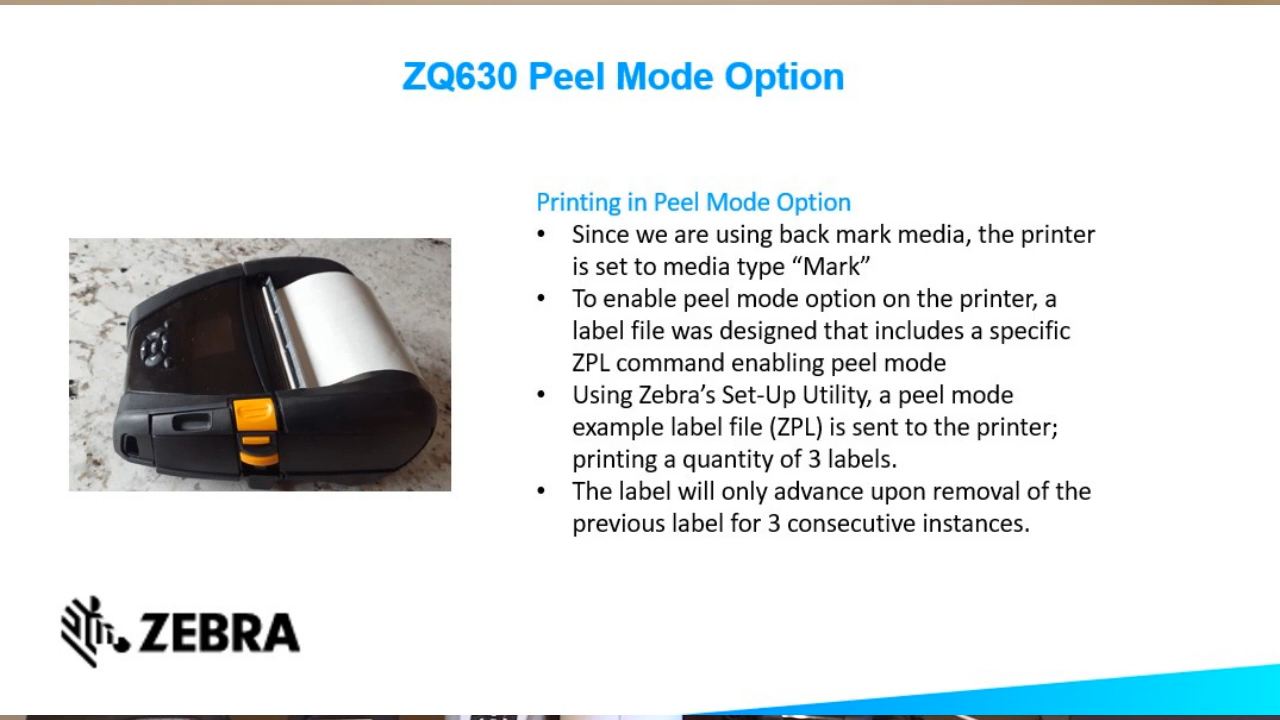 ZQ630 Peel Mode Option
Printing in Peel Mode Option
• Since we are using back mark media, the printer
is set to media type “Mark”
• To enable peel mode option on the printer, a
label file was designed that includes a specific
ZPL command enabling peel mode
• Using Zebra’s Set-Up Utility, a peel mode
example label file (ZPL) is sent to the printer;
printing a quantity of 3 labels.
• The label will only advance upon removal of the
previous label for 3 consecutive instances.
ZEBRA